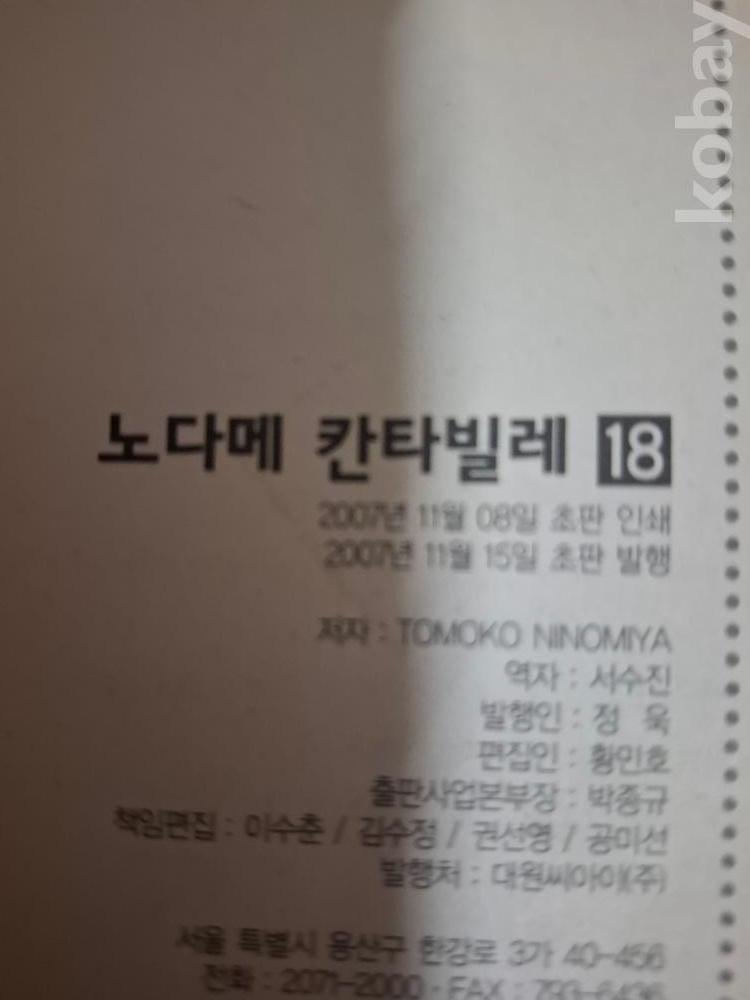 kobay
노다메 칸타빌레 18
2007년 11월 08일 초판 인쇄
2007년 11월 15일 초판 발행
저자 : TOMOKO NINOMIYA
역자 : 서수진
발행인 : 정 욱
편집인 : 황민호
출판사업본부장 : 박종규
책임편집 : 이수춘 / 김수정 / 권선영 / 공미선
발행처 : 대원씨아이(주)
서울 특별시 용산구 한강로 3가 40-456
전화 : 2071-2000 · FAX : 793-6436